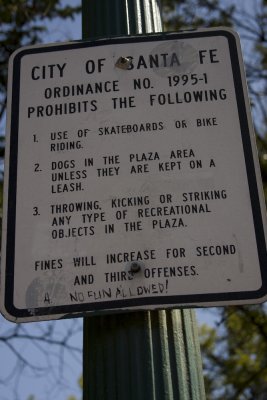 CITY OF SANTA FE
ORDINANCE NO. 1995-1
PROHIBITS THE FOLLOWING
1. USE OF SKATEBOARDS OR BIKE
RIDING.
2. DOGS IN THE PLAZA AREA
UNLESS THEY ARE KEPT ON A
LEASH.
3. THROWING, KICKING OR STRIKING
ANY TYPE OF RECREATIONAL
OBJECTS IN THE PLAZA.
FINES WILL INCREASE FOR SECOND
AND THIRD OFFENSES.
4. NO FUN ALLOWED!